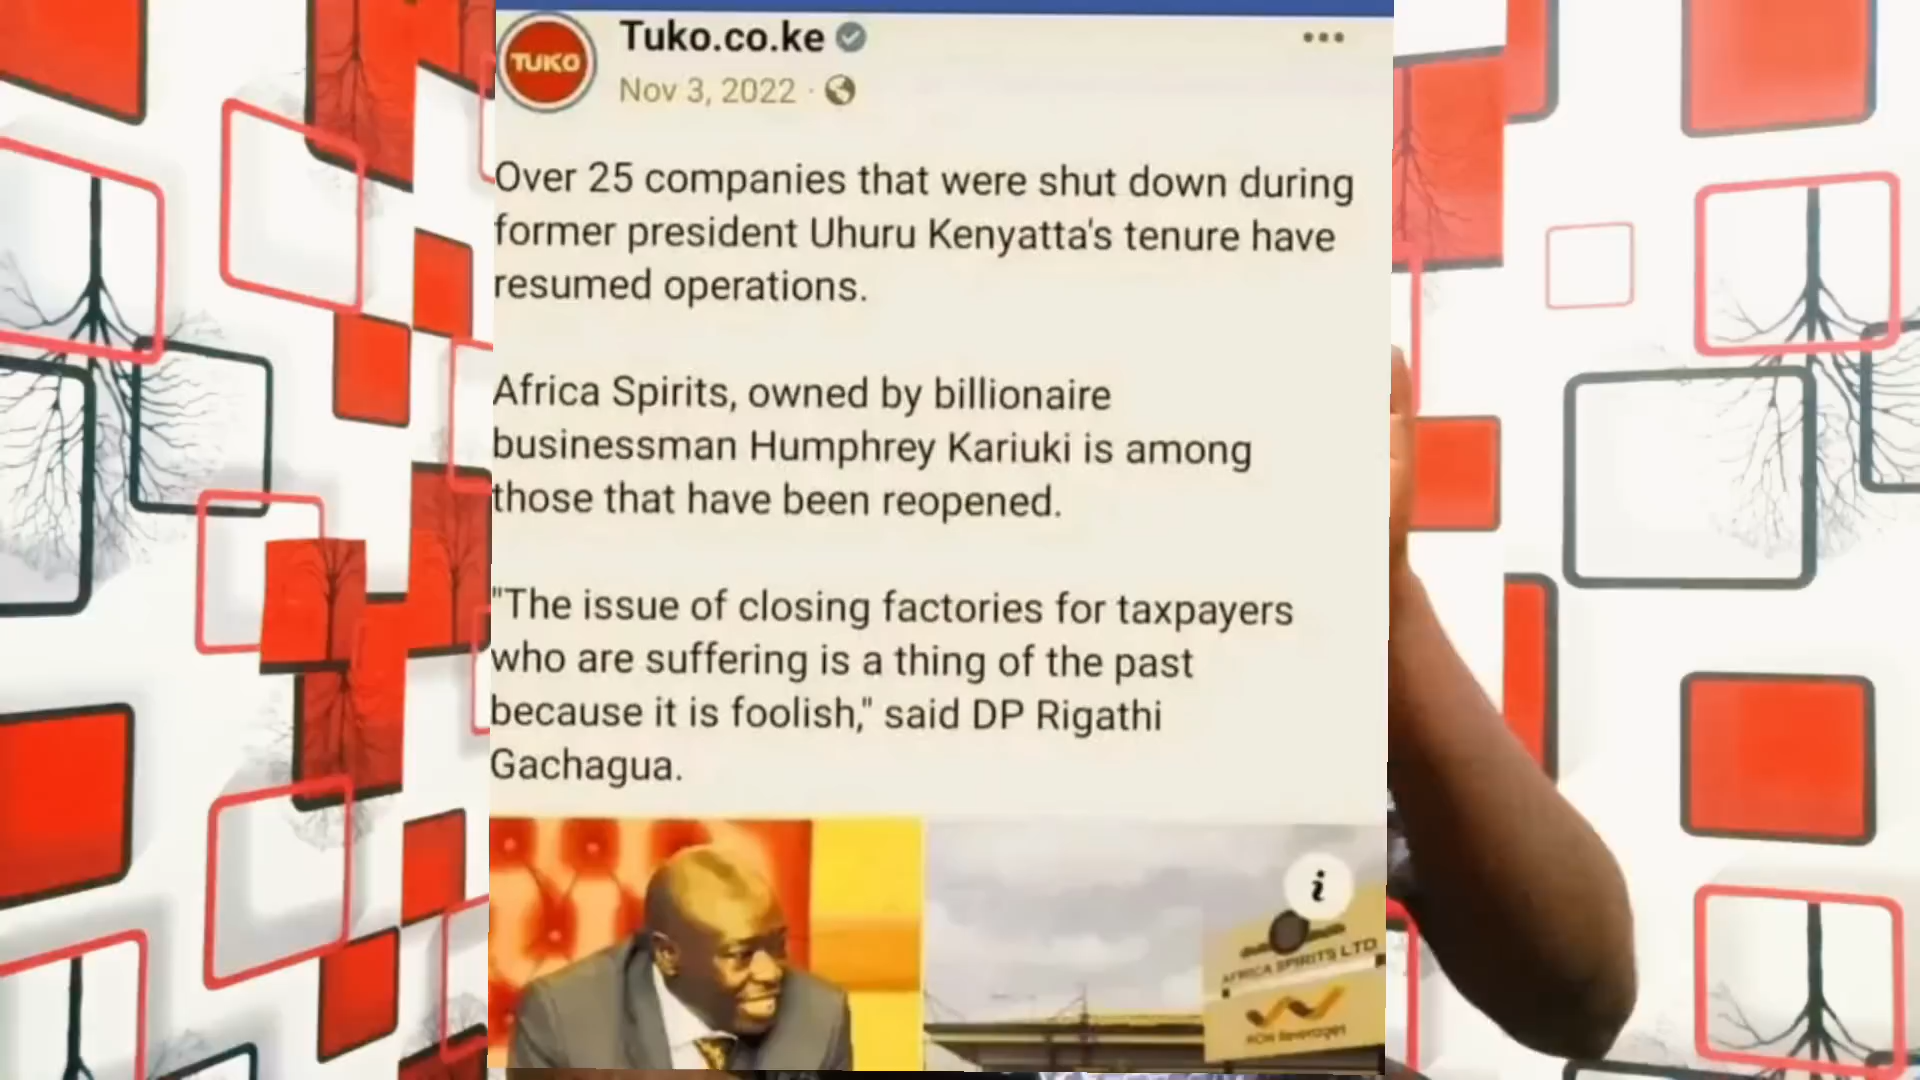 TUKO
Tuko.co.ke
Nov 3, 2022 ·
Over 25 companies that were shut down during
former president Uhuru Kenyatta's tenure have
resumed operations.
Africa Spirits, owned by billionaire
businessman Humphrey Kariuki is among
those that have been reopened.
"The issue of closing factories for taxpayers
who are suffering is a thing of the past
because it is foolish," said DP Rigathi
Gachagua.
i
AFRICA SPIRITS LTD
Beverages